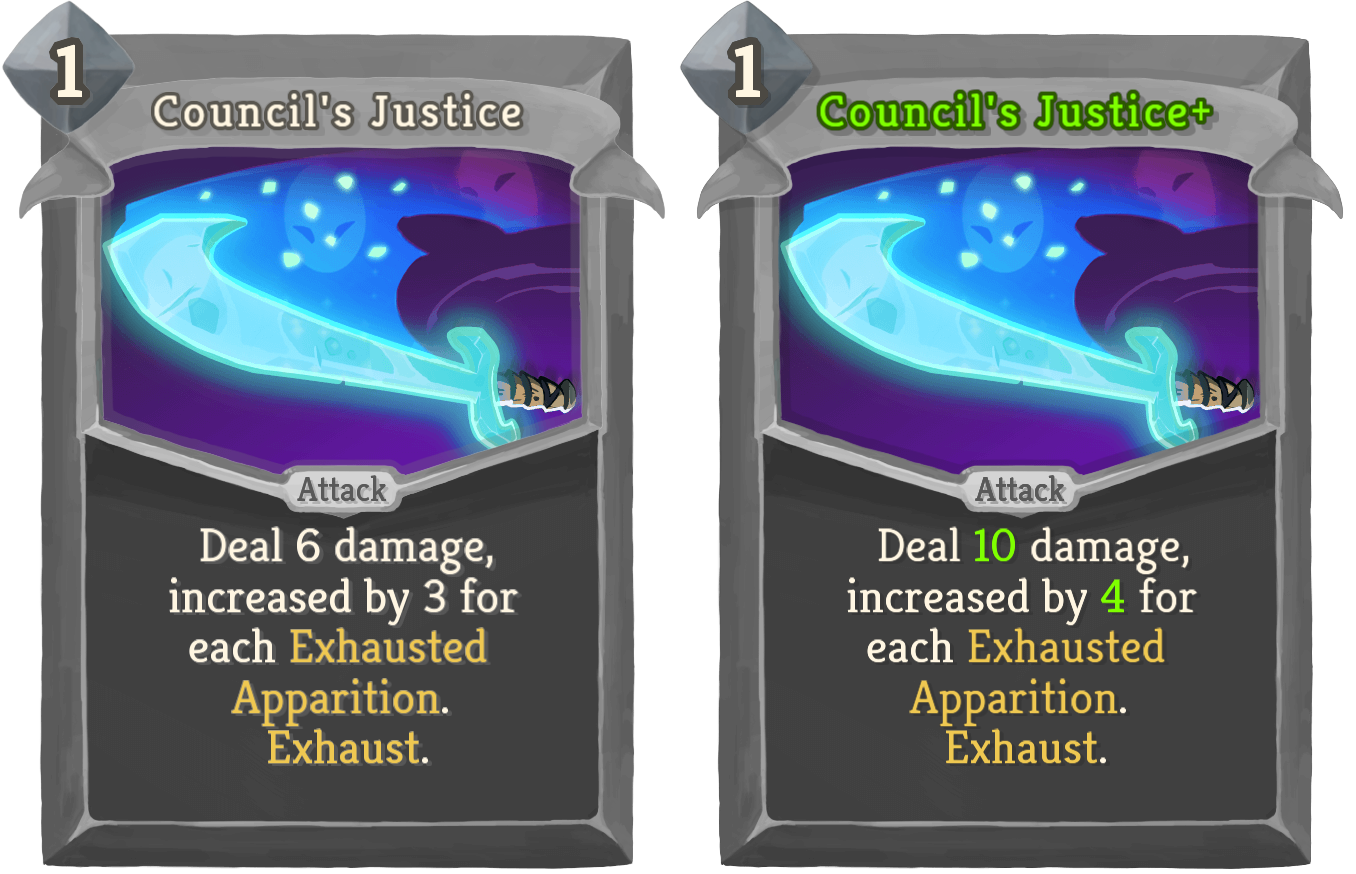 1
Council's Justice
Attack
Deal 6 damage,
increased by 3 for
each Exhausted
Apparition.
Exhaust.
1
Council's Justice+
Attack
Deal 10 damage,
increased by 4 for
each Exhausted
Apparition.
Exhaust.